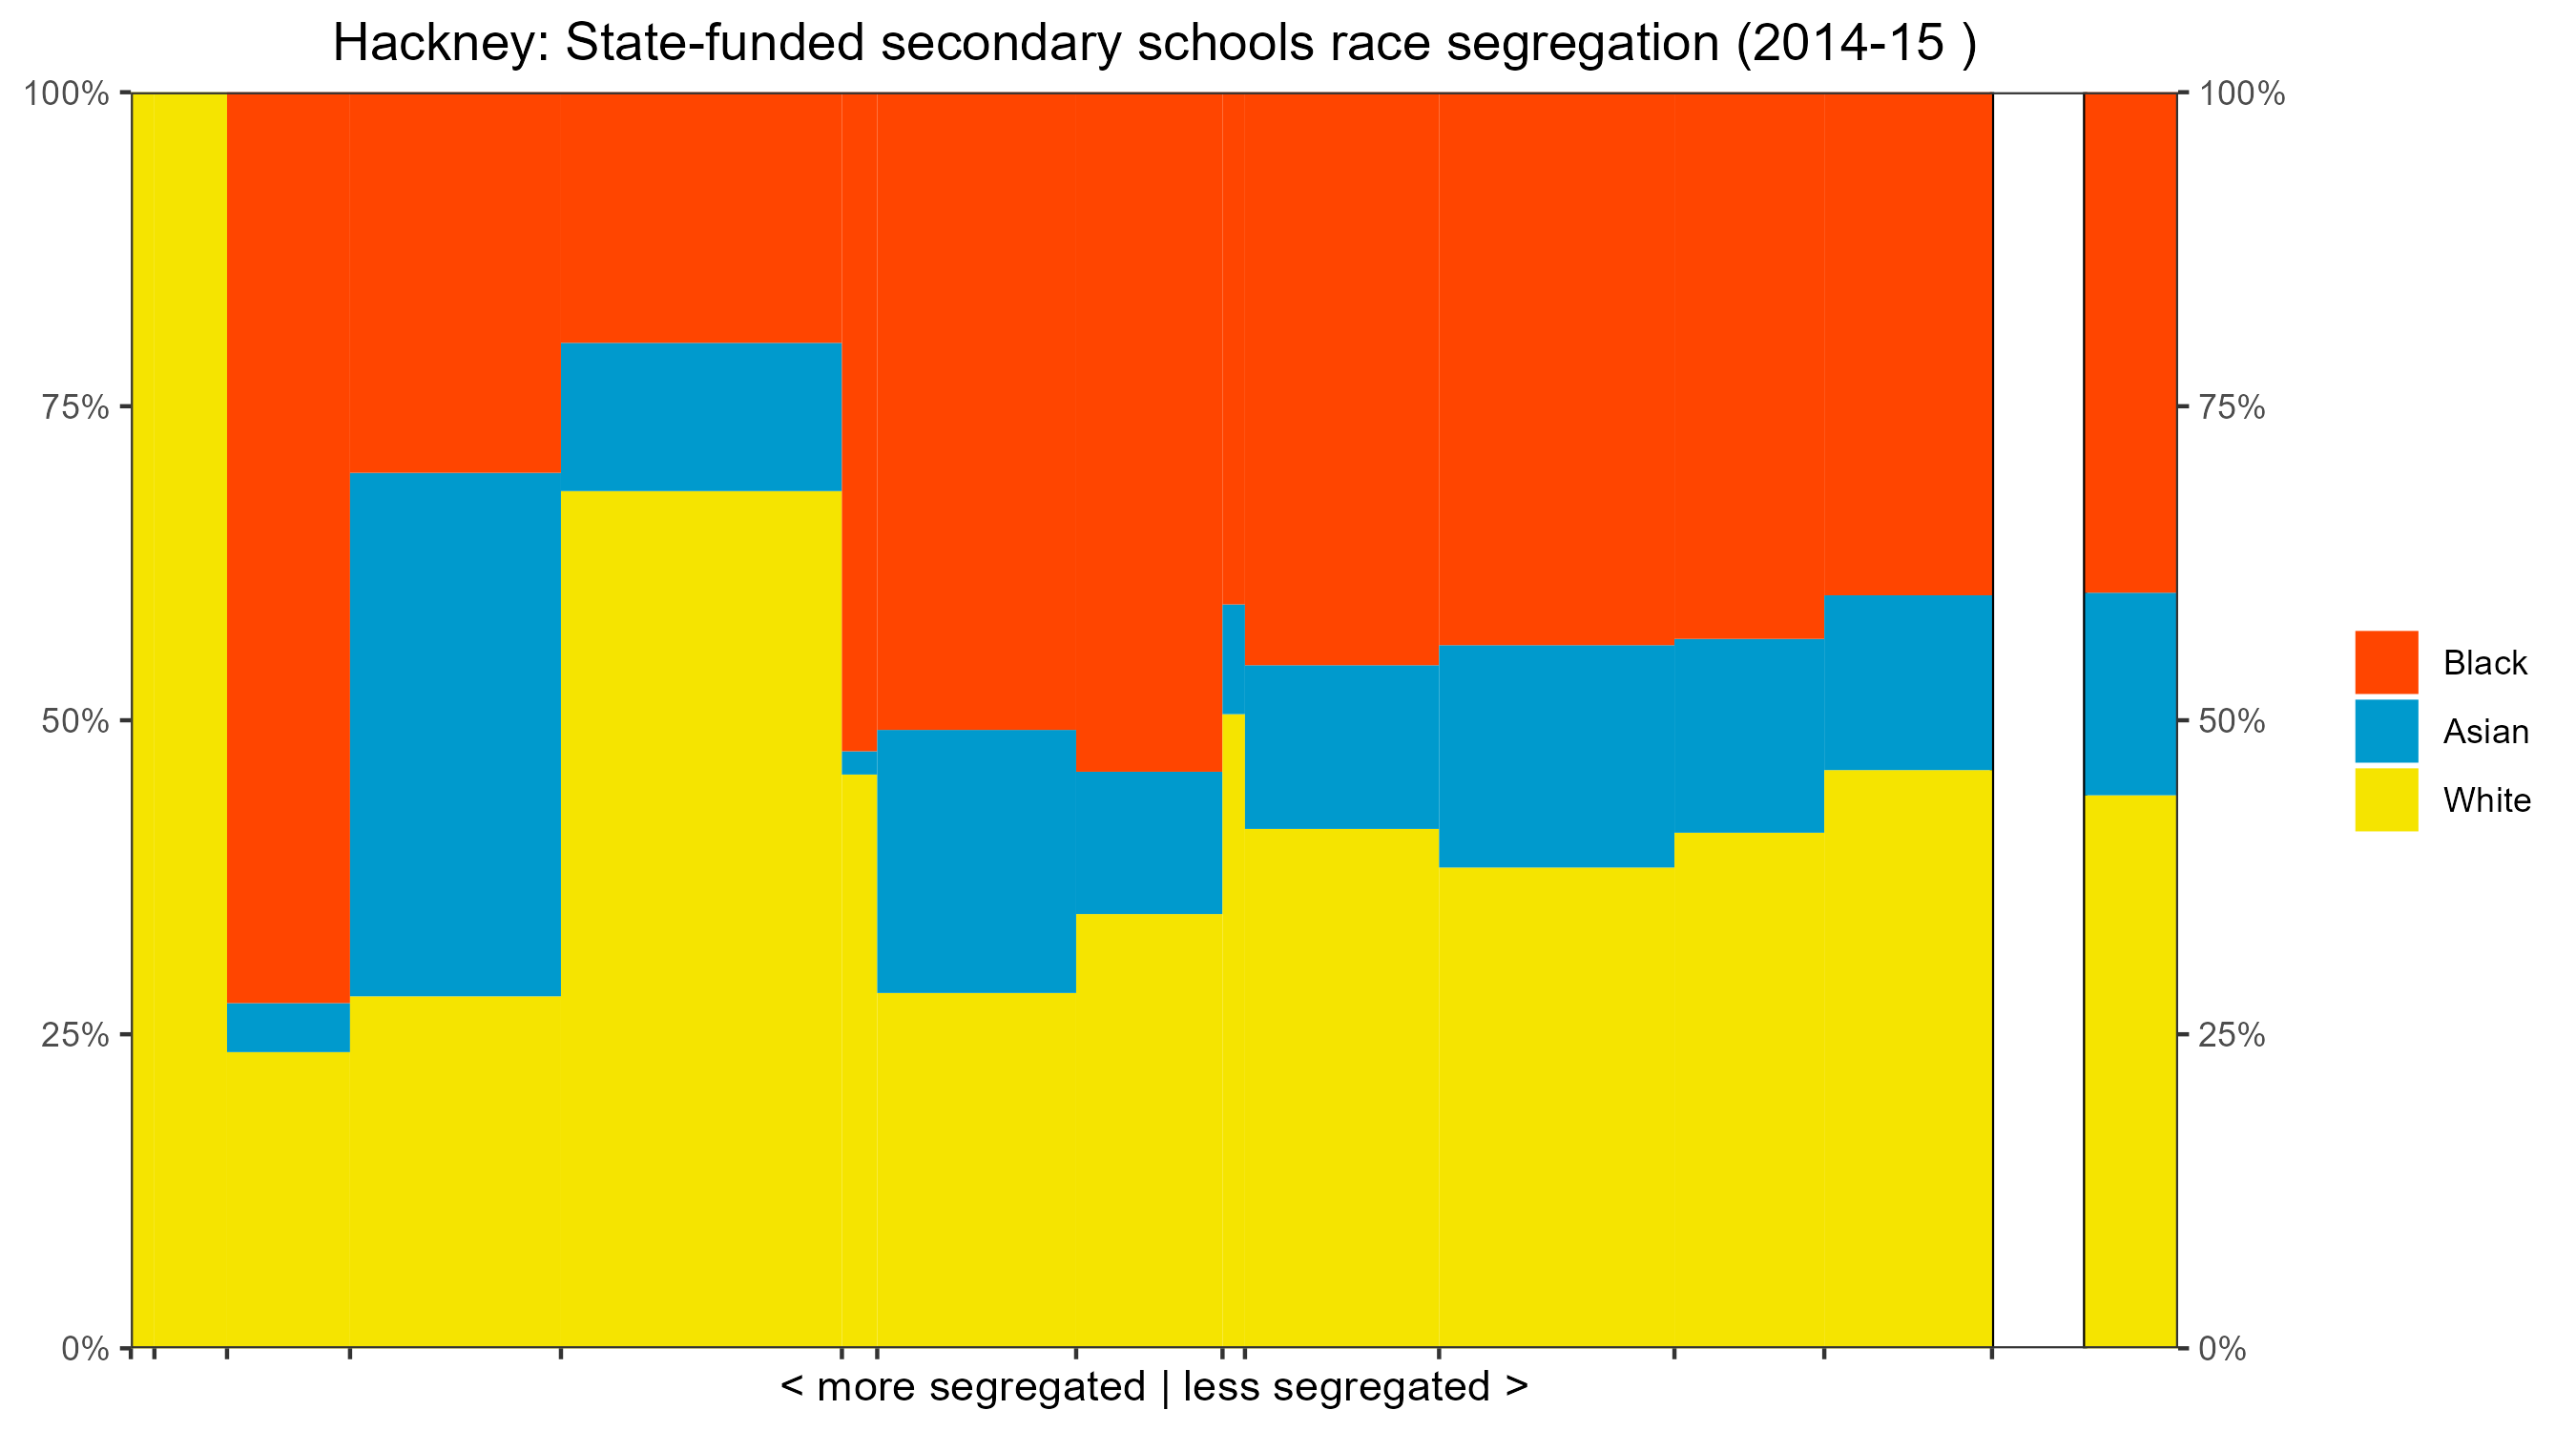 Hackney: State-funded secondary schools race segregation (2014-15 )
100%
75%
50%
25%
0%
100%
75%
50%
25%
0%
Black
Asian
White
< more segregated | less segregated >